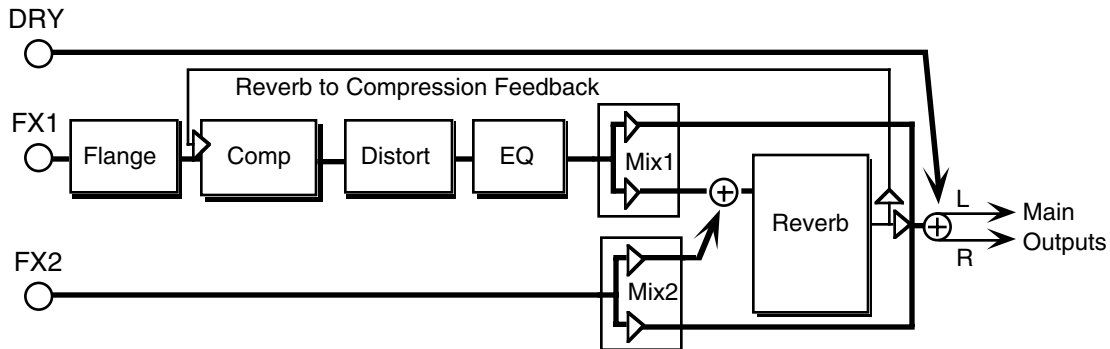 DRY
Reverb to Compression Feedback
FX1
Flange
Comp
Distort
EQ
Mix1
Reverb
L
Main
Outputs
R
FX2
Mix2